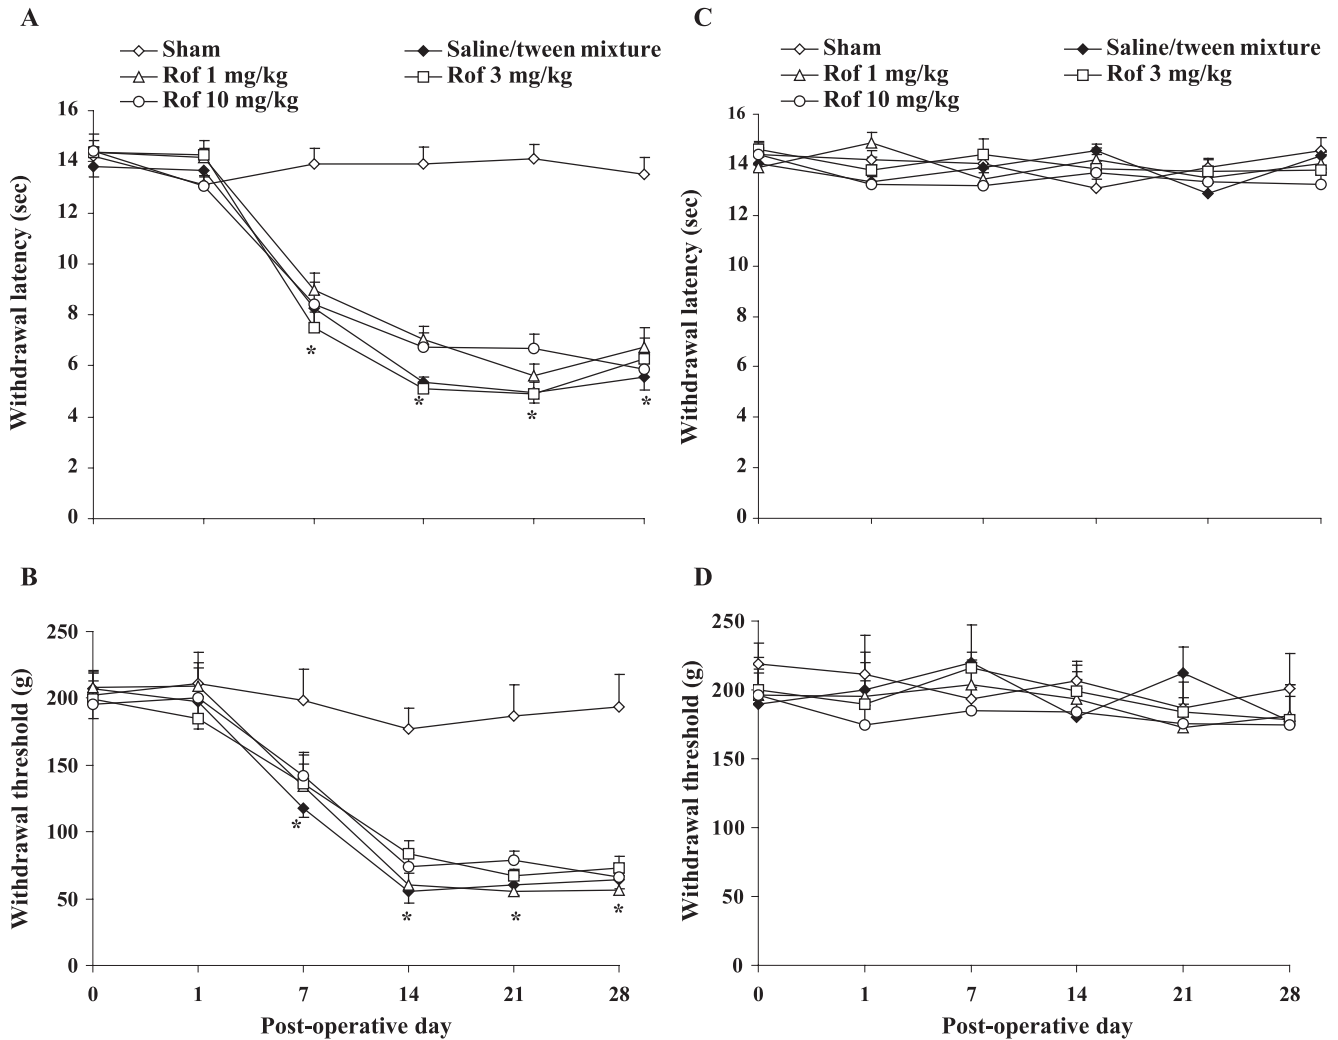 A
Sham
Saline/tween mixture
Rof 1 mg/kg
Rof 3 mg/kg
Rof 10 mg/kg
16
14
12
10
8
6
4
2
0
Withdrawal latency (sec)
*
*
*
*
C
Sham
Saline/tween mixture
Rof 1 mg/kg
Rof 3 mg/kg
Rof 10 mg/kg
16
14
12
10
8
6
4
2
0
Withdrawal latency (sec)
B
250
200
150
100
50
0
Withdrawal threshold (g)
*
*
*
*
0 1 7 14 21 28
Post-operative day
D
250
200
150
100
50
0
Withdrawal threshold (g)
0 1 7 14 21 28
Post-operative day